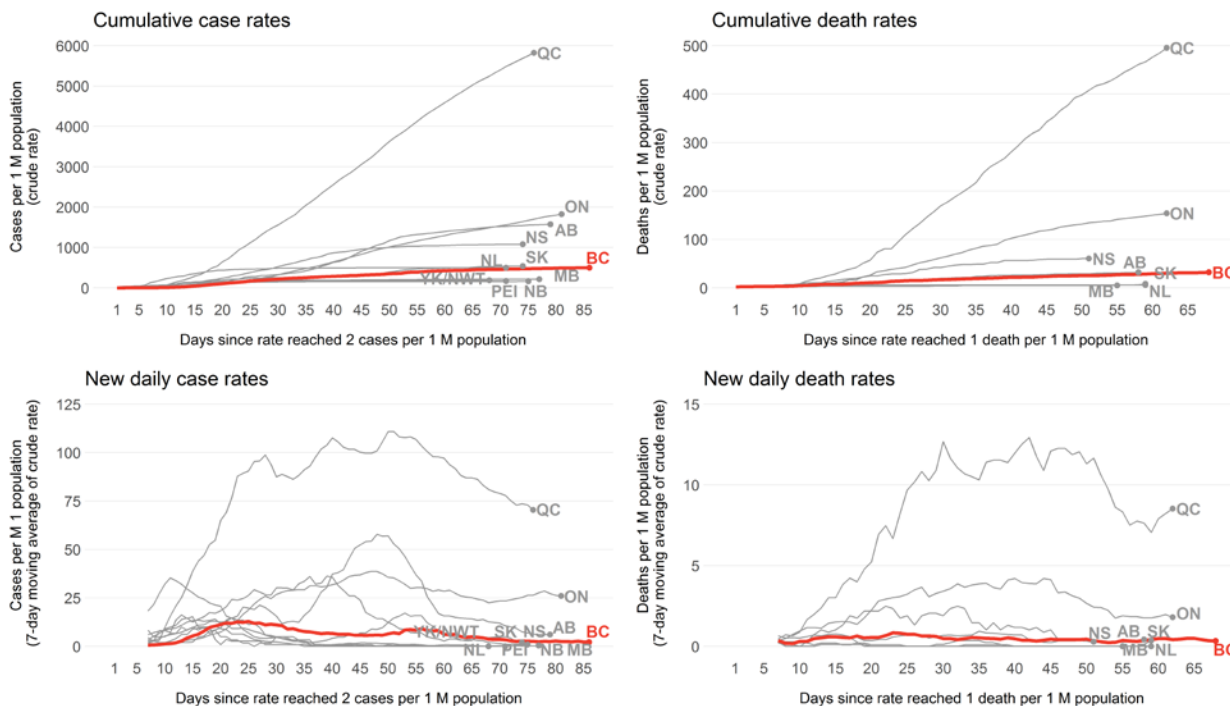 Cumulative case rates
Cases per 1 M population
(crude rate)
6000
5000
4000
3000
2000
1000
0
QC
ON
AB
NS
NL
SK
BC
YK/NWT
MB
PEI
NB
1 5 10 15 20 25 30 35 40 45 50 55 60 65 70 75 80 85
Days since rate reached 2 cases per 1 M population
Cumulative death rates
Deaths per 1 M population
(crude rate)
500
400
300
200
100
0
QC
ON
NS
AB
SK
BC
MB
NL
1 5 10 15 20 25 30 35 40 45 50 55 60 65
Days since rate reached 1 death per 1 M population
New daily case rates
Cases per M 1 population
(7-day moving average of crude rate)
125
100
75
50
25
0
QC
ON
YK/NWT SK NS AB
BC
NL PEI NB MB
1 5 10 15 20 25 30 35 40 45 50 55 60 65 70 75 80 85
Days since rate reached 2 cases per 1 M population
New daily death rates
Deaths per 1 M population
(7-day moving average of crude rate)
15
10
5
0
QC
ON
NS AB SK
MB NL
BC
1 5 10 15 20 25 30 35 40 45 50 55 60 65
Days since rate reached 1 death per 1 M population